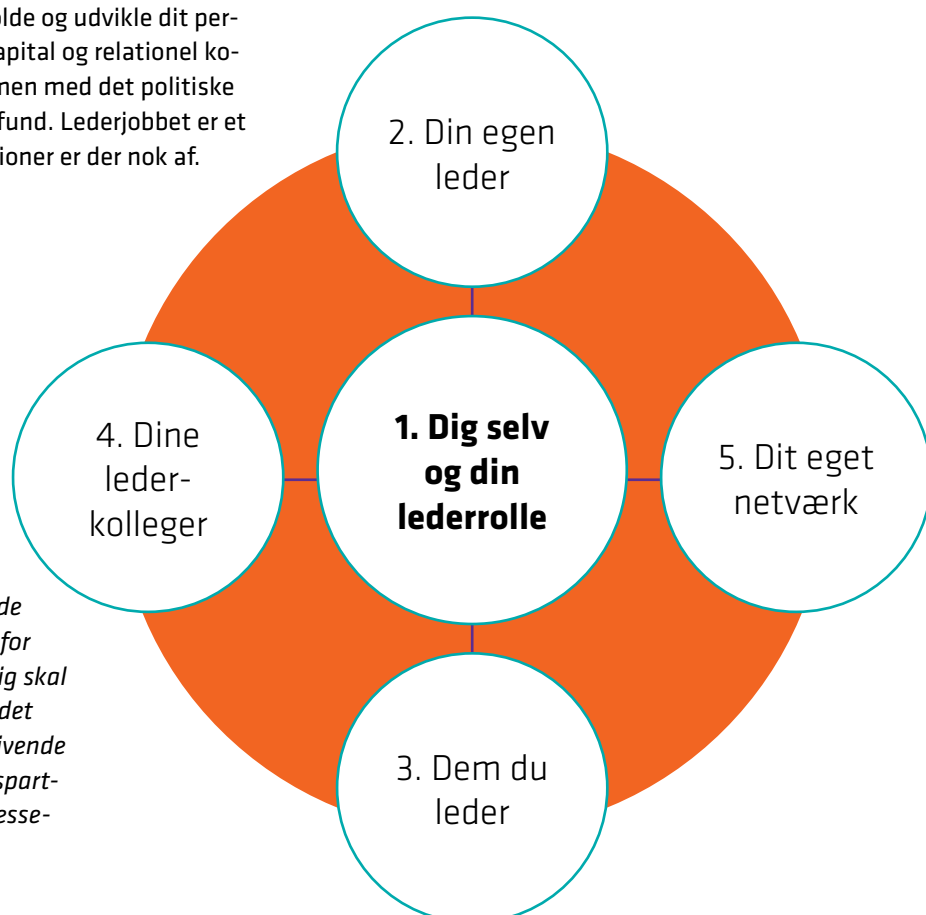 olde og udvikle dit per-
apital og relationel ko-
men med det politiske
fund. Lederjobbet er et
ioner er der nok af.
2. Din egen
leder
4. Dine
leder-
kolleger
1. Dig selv
og din
lederrolle
5. Dit eget
netværk
de
for
ig skal
det
ivende
spart-
esse-
3. Dem du
leder